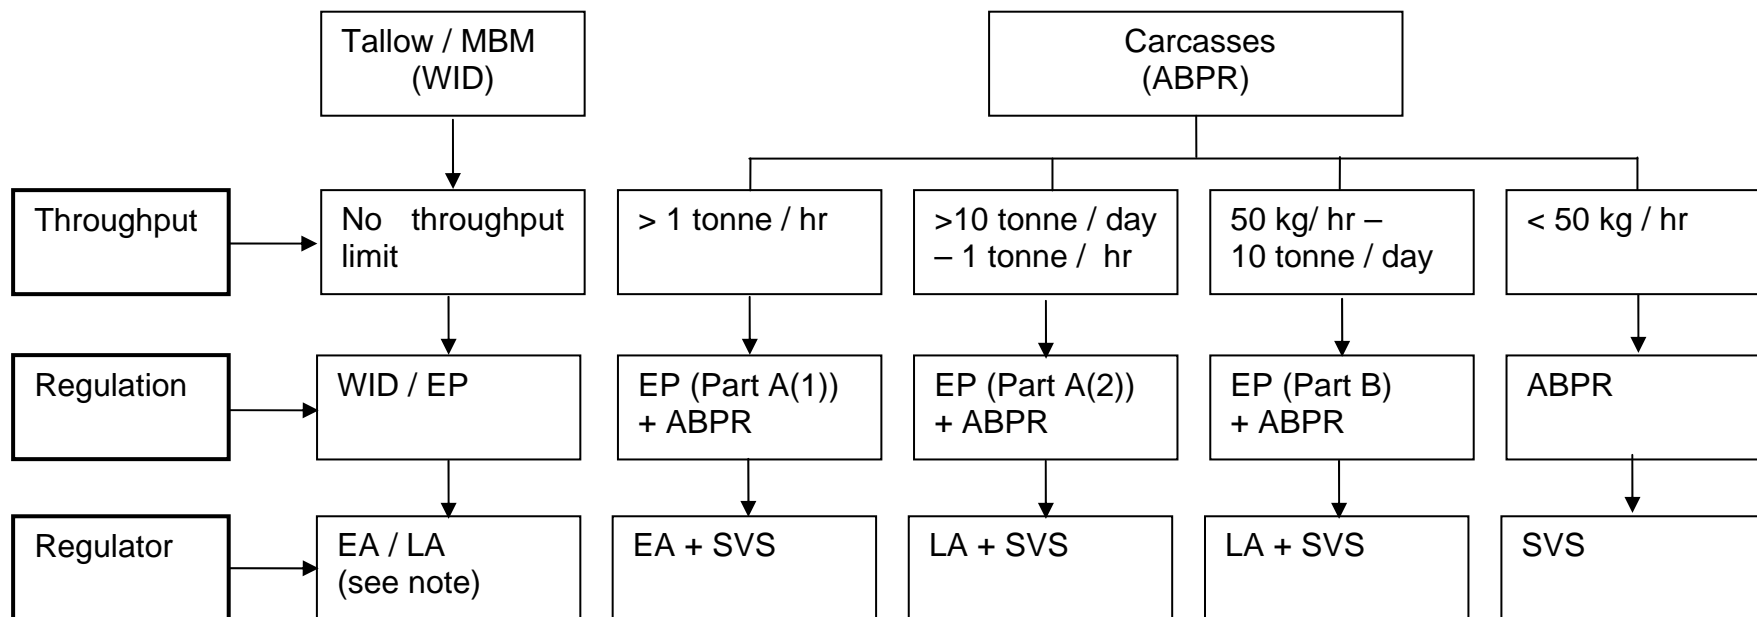 Tallow / MBM
(WID)
Carcasses
(ABPR)
Throughput
No throughput
limit
> 1 tonne / hr
>10 tonne / day
– 1 tonne / hr
50 kg/ hr –
10 tonne / day
< 50 kg / hr
Regulation
WID / EP
EP (Part A(1))
+ ABPR
EP (Part A(2))
+ ABPR
EP (Part B)
+ ABPR
ABPR
Regulator
EA / LA
(see note)
EA + SVS
LA + SVS
LA + SVS
SVS